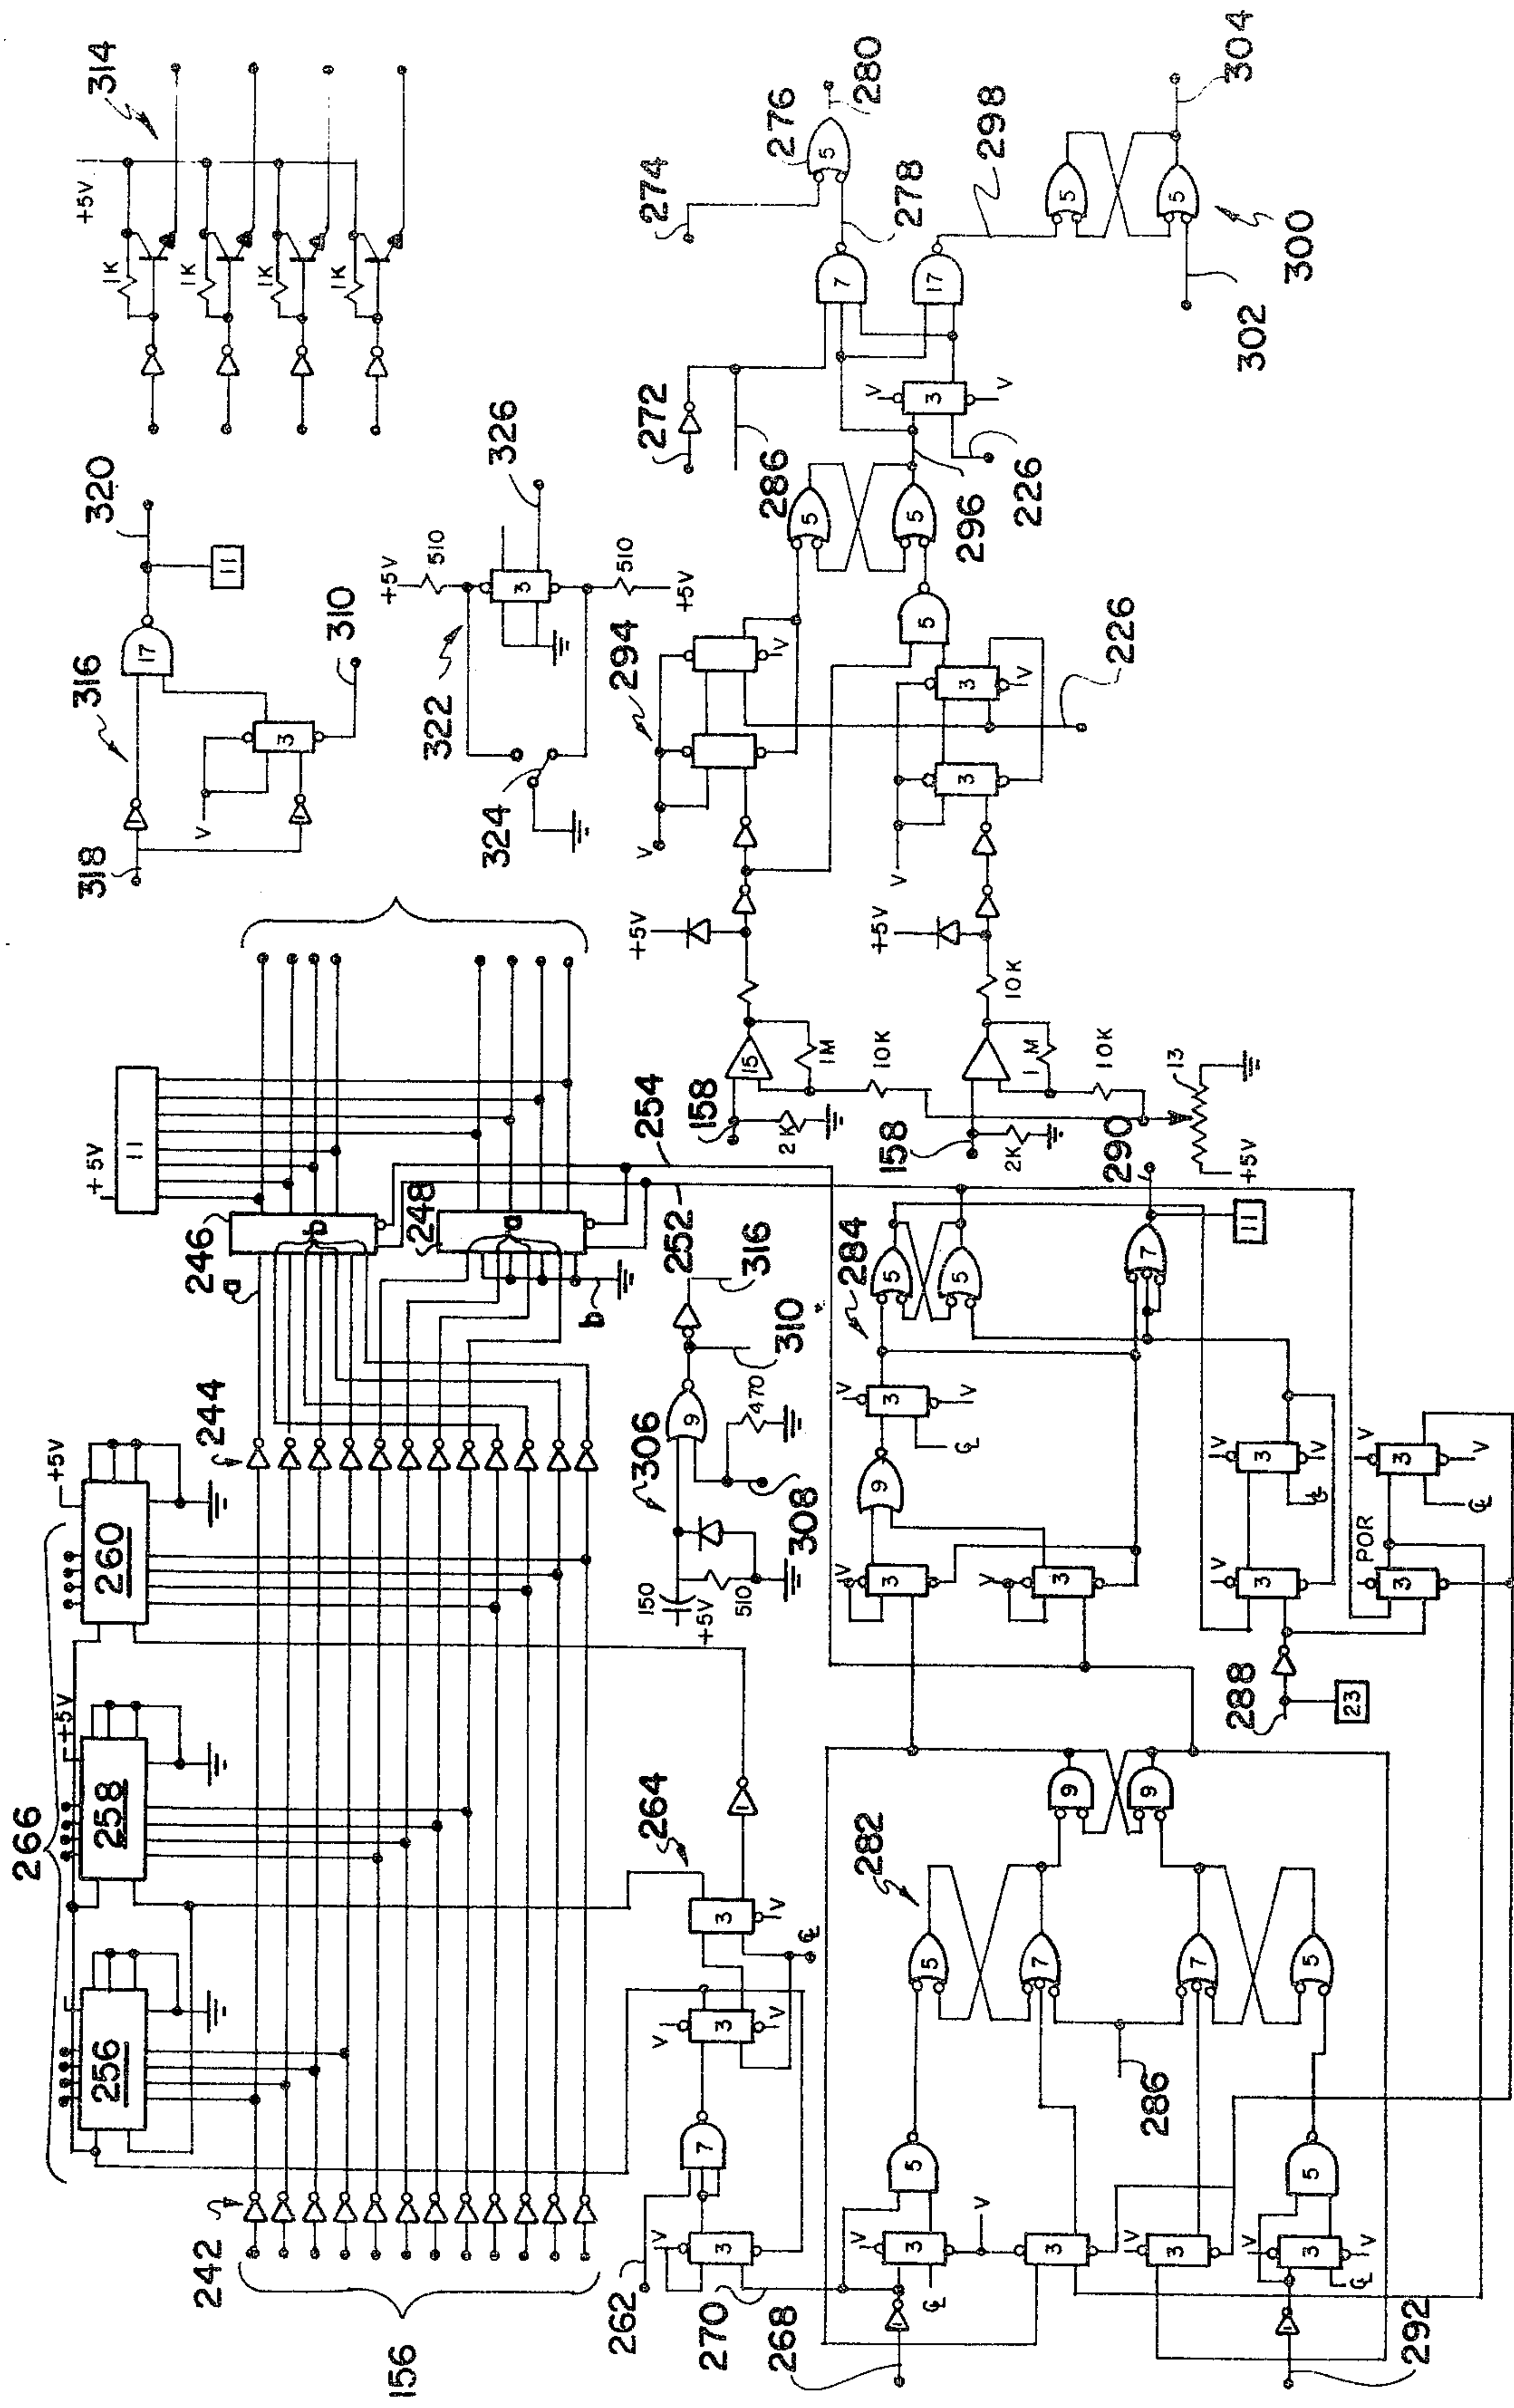 266
+5V
+5V
+5V
+5V
314
256
258
260
11
320
1K
1K
1K
1K
316
17
11
318
V
3
310
242
244
246
a
b
156
248
a
b
322
+5V
510
326
3
510
+5V
324
262
264
306
150
+5V
510
9
470
308
310
316
252
254
V
3
270
7
V
3
V
3
V
℄
294
V
V
+5V
158
2K
15
1M
10K
272
286
274
276
5
280
7
278
5
5
296
V
3
V
226
17
298
5
5
300
302
304
268
℄
V
3
5
V
3
282
5
7
7
5
9
9
286
V
3
V
3
V
℄
5
292
V
3
V
3
9
V
3
V
℄
284
5
5
7
11
290
158
2K
1M
10K
10K
+5V
V
3
3
V
5
226
13
+5V
288
23
V
3
V
3
V
℄
POR
3
V
3
V
℄